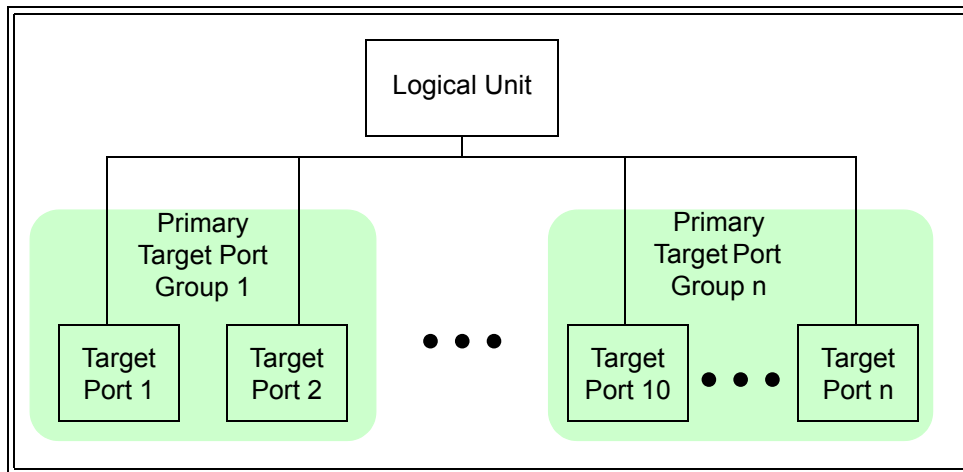 Logical Unit
Primary
Target Port
Group 1
Primary
Target Port
Group n
Target
Port 1
Target
Port 2
Target
Port 10
Target
Port n